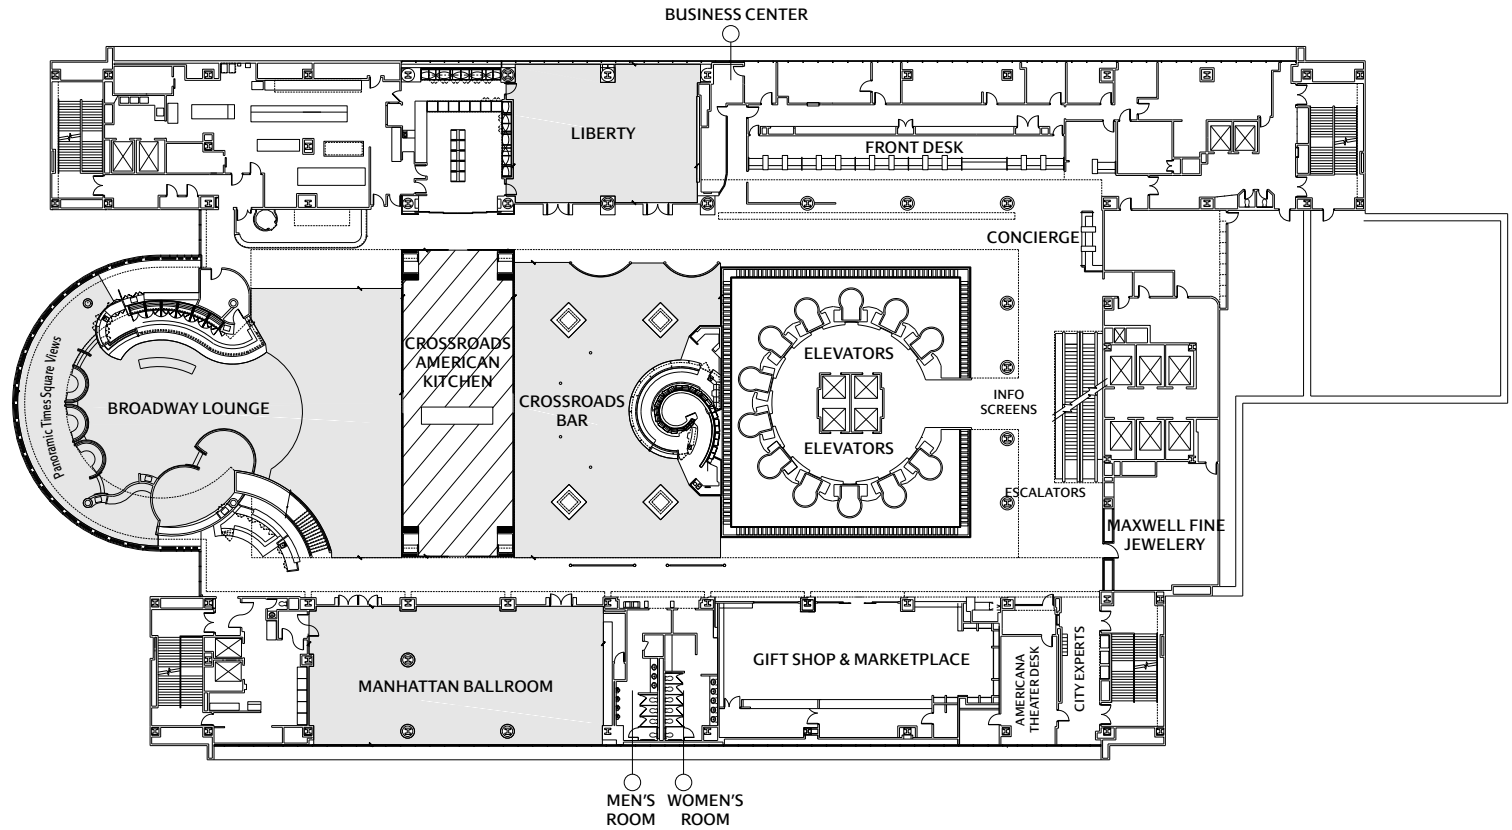 BUSINESS CENTER
LIBERTY
FRONT DESK
CONCIERGE
CROSSROADS
AMERICAN
KITCHEN
ELEVATORS
Panoramic Times Square Views
BROADWAY LOUNGE
CROSSROADS
BAR
INFO
SCREENS
ELEVATORS
ESCALATORS
MAXWELL FINE
JEWELERY
MANHATTAN BALLROOM
GIFT SHOP & MARKETPLACE
AMERICANA
THEATER DESK
CITY EXPERTS
MEN'S
ROOM
WOMEN'S
ROOM